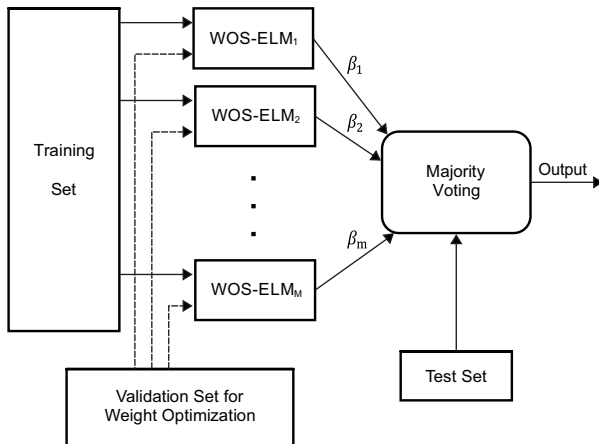 WOS-ELM₁
β₁
Training
Set
WOS-ELM₂
β₂
Majority
Voting
Output
βₘ
WOS-ELM_M
Validation Set for
Weight Optimization
Test Set